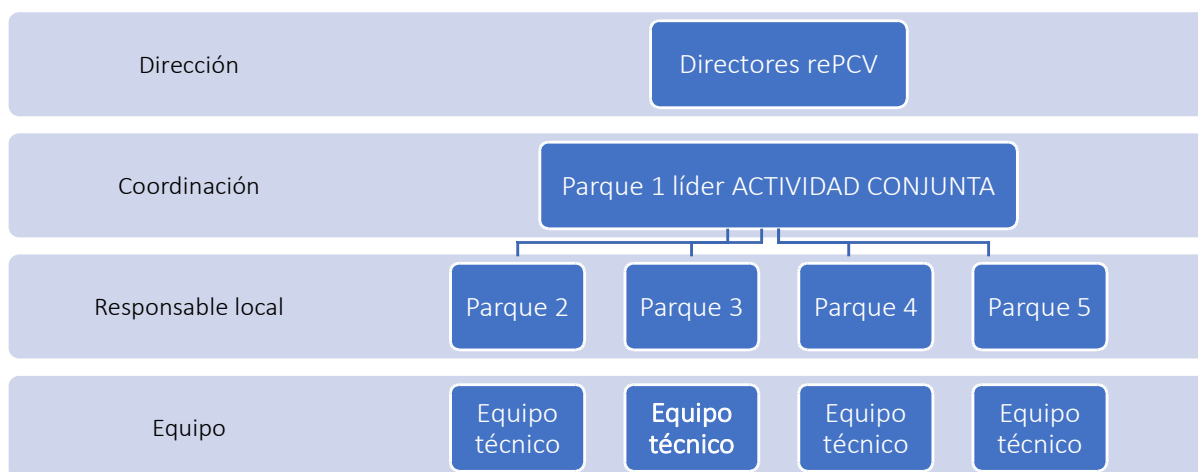 Dirección
Directores rePCV
Coordinación
Parque 1 líder ACTIVIDAD CONJUNTA
Responsable local
Parque 2
Parque 3
Parque 4
Parque 5
Equipo
Equipo
técnico
Equipo
técnico
Equipo
técnico
Equipo
técnico